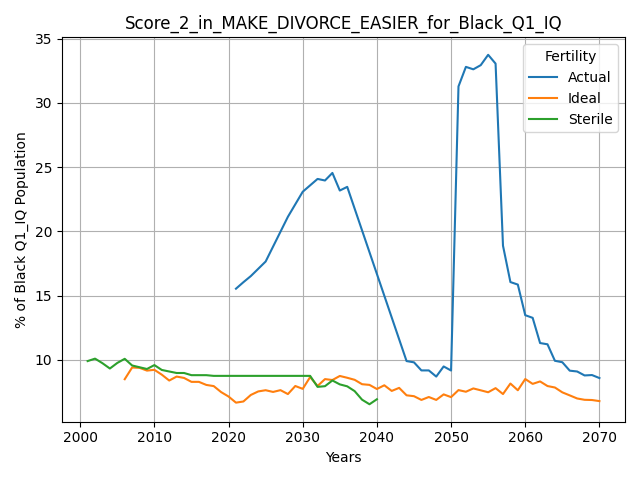 Score_2_in_MAKE_DIVORCE_EASIER_for_Black_Q1_IQ
Fertility
Actual
Ideal
Sterile
% of Black Q1_IQ Population
35
30
25
20
15
10
2000 2010 2020 2030 2040 2050 2060 2070
Years